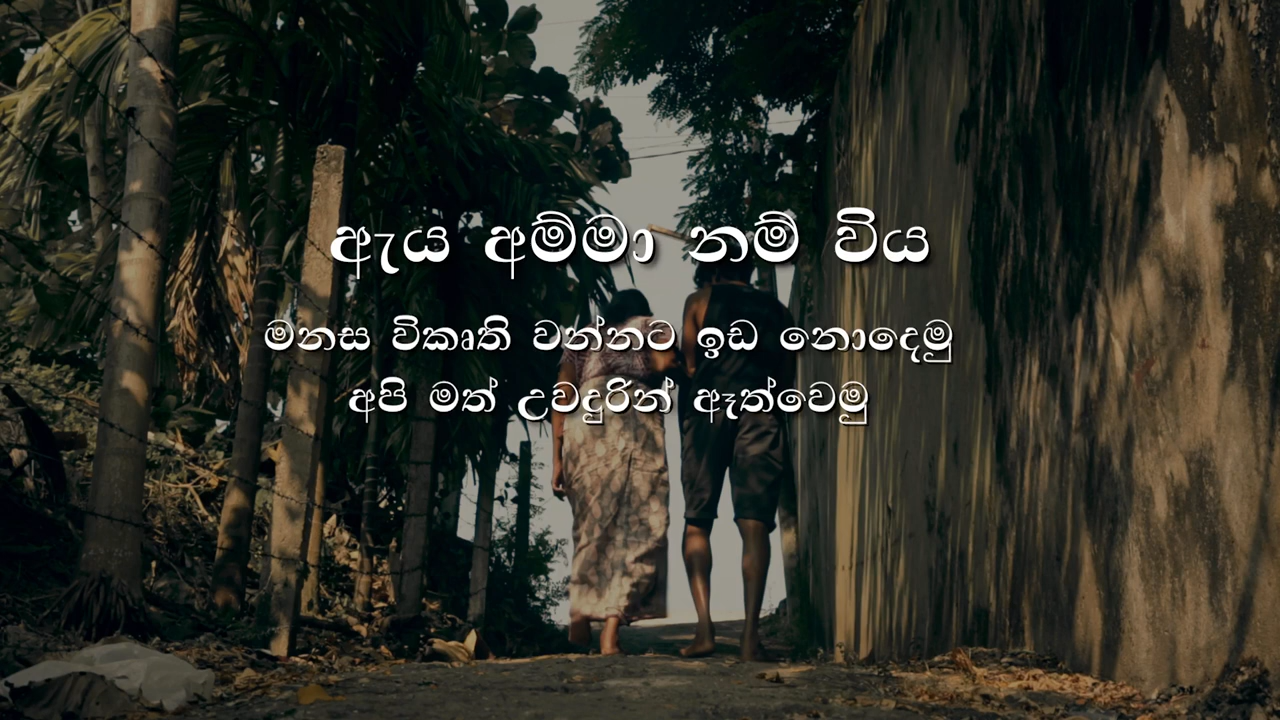 ඇය අම්මා නම් විය
මනස විකෘති වන්නට ඉඩ නොදෙමු
අපි මත් උවදුරින් ඈත්වෙමු